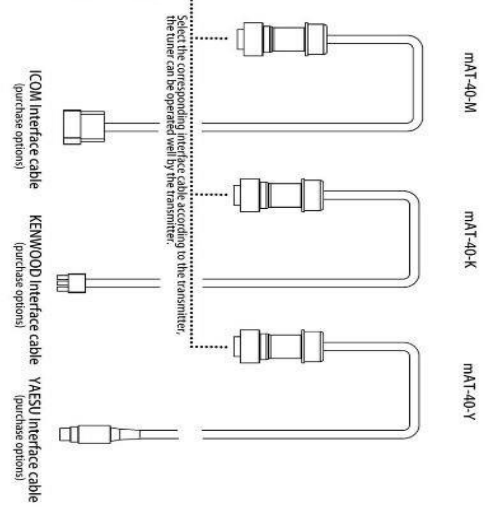 mAT-40-M
mAT-40-K
mAT-40-Y
Select the corresponding interface cable according to the transmitter,
the tuner can be operated well by the transmitter.
ICOM Interface cable
(purchase options)
KENWOOD Interface cable
(purchase options)
YAESU Interface cable
(purchase options)